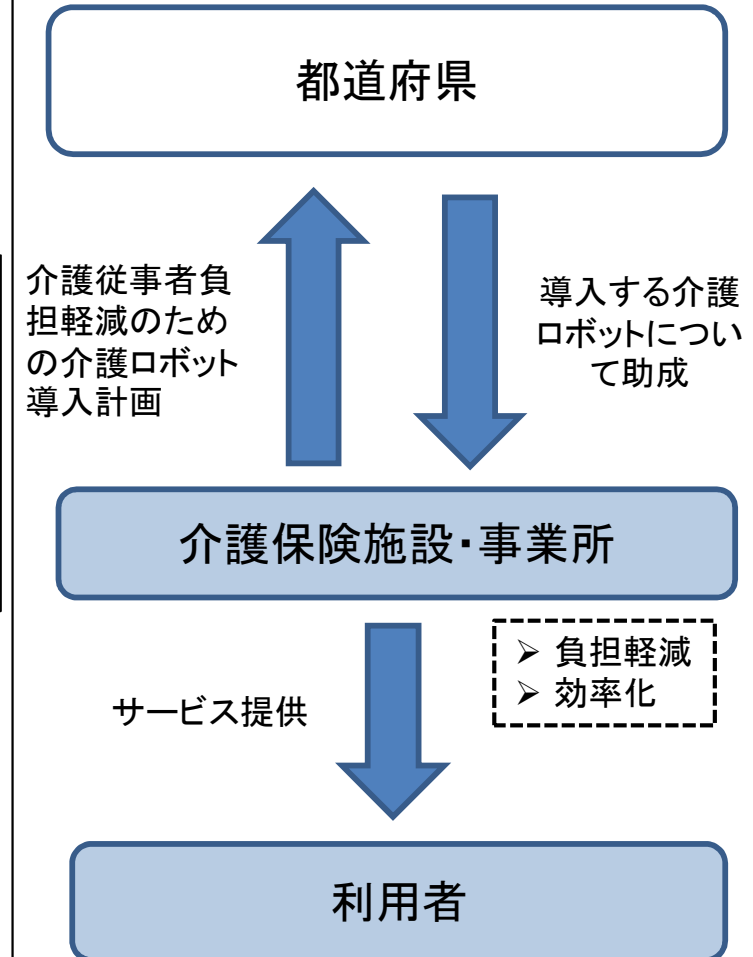 都道府県
介護従事者負
担軽減のため
の介護ロボット
導入計画
導入する介護
ロボットについ
て助成
介護保険施設・事業所
➢ 負担軽減
➢ 効率化
サービス提供
利用者